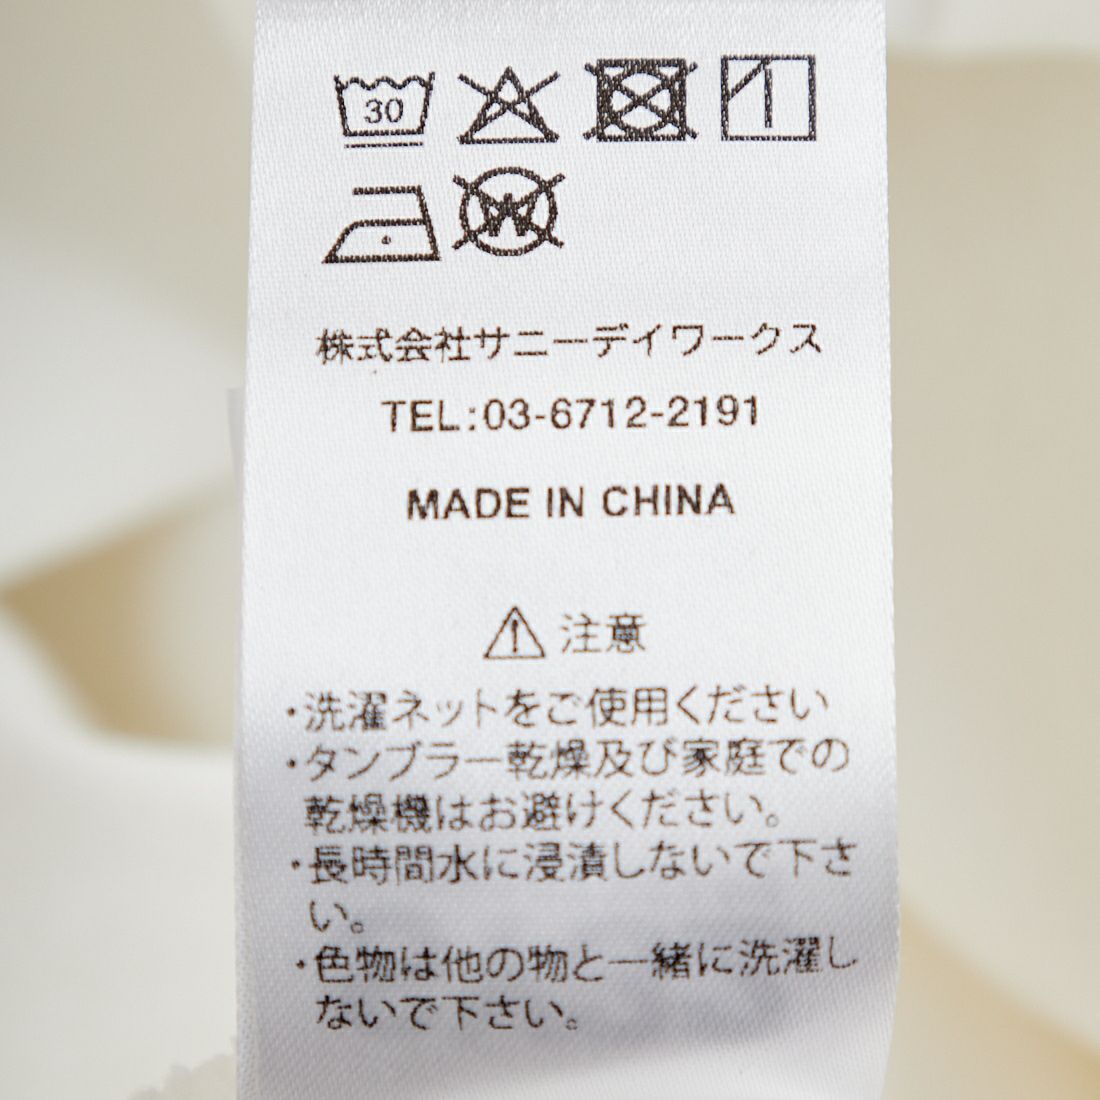 30
W
株式会社サニーデイワークス
TEL:03-6712-2191
MADE IN CHINA
注意
・洗濯ネットをご使用ください
・タンブラー乾燥及び家庭での
乾燥機はお避けください。
・長時間水に浸漬しないで下さ
い。
・色物は他の物と一緒に洗濯し
ないで下さい。